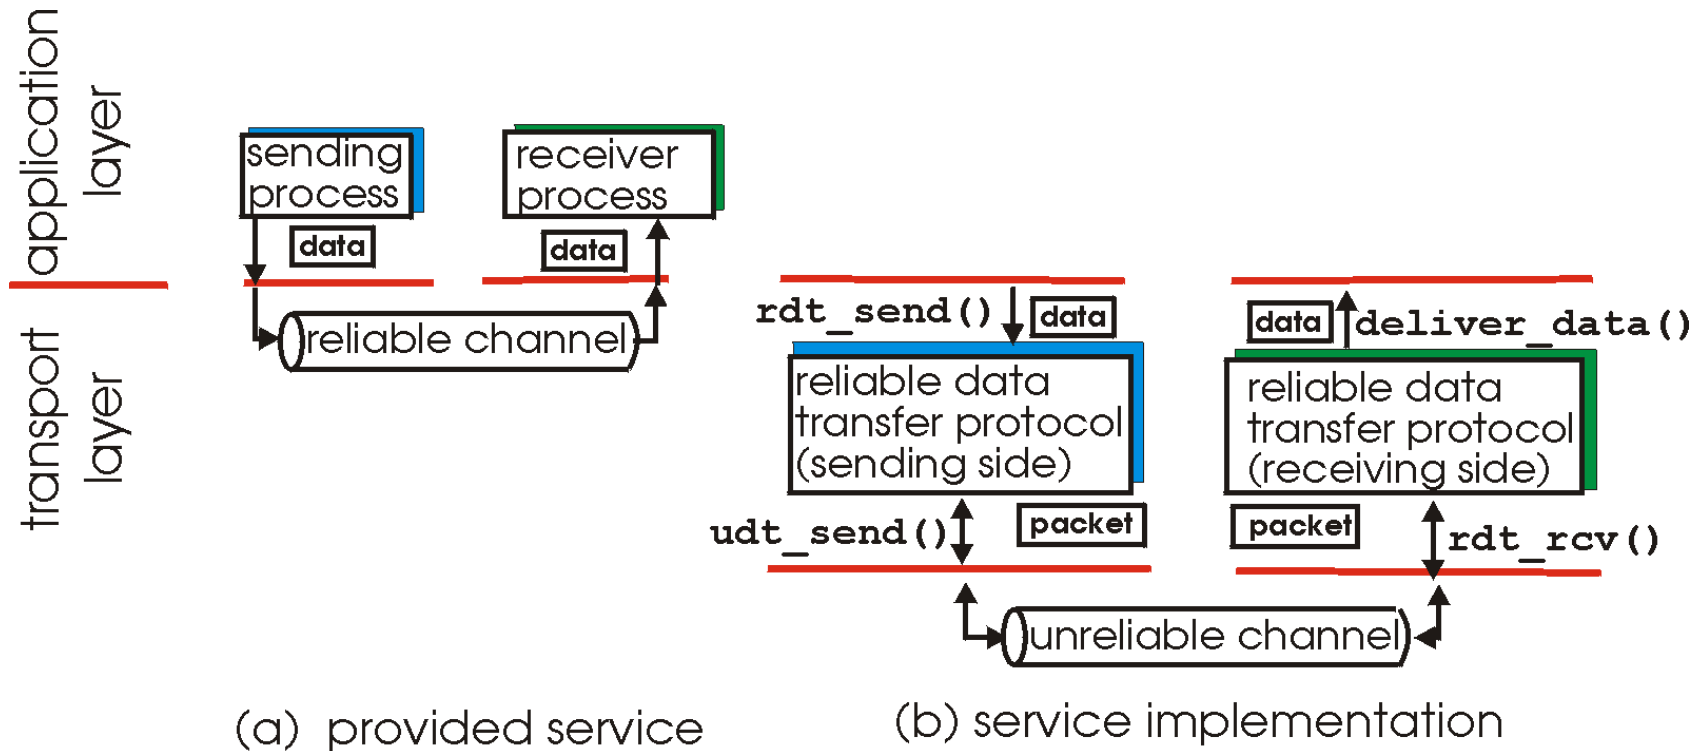 application
layer
transport
layer
sending
process
receiver
process
data
data
reliable channel
(a) provided service
rdt_send()
data
data
deliver_data()
reliable data
transfer protocol
(sending side)
reliable data
transfer protocol
(receiving side)
udt_send()
packet
packet
rdt_rcv()
unreliable channel
(b) service implementation